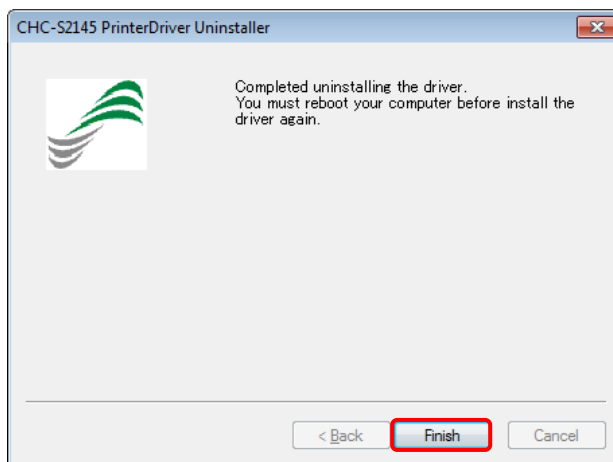 CHC-S2145 PrinterDriver Uninstaller
Completed uninstalling the driver.
You must reboot your computer before install the
driver again.
< Back
Finish
Cancel